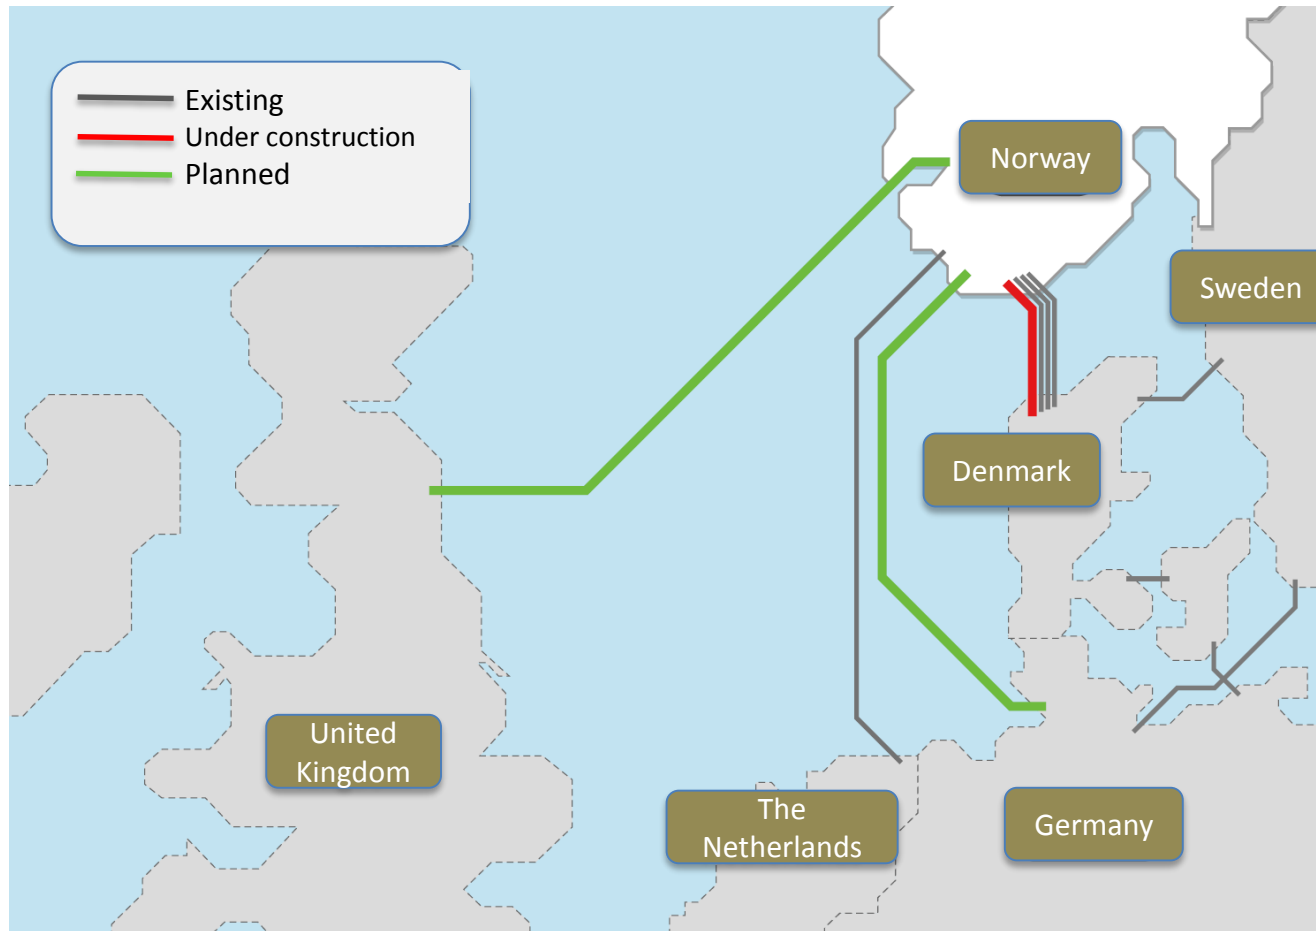 Existing
Under construction
Planned
Norway
Sweden
Denmark
United
Kingdom
The
Netherlands
Germany